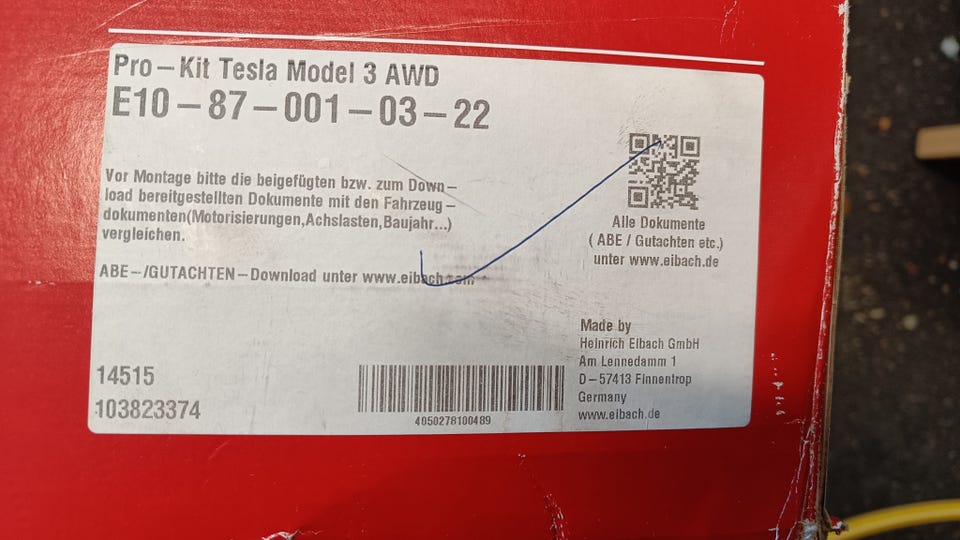 Pro-Kit Tesla Model 3 AWD
E10-87-001-03-22
Vor Montage bitte die beigefügten bzw. zum Down-
load bereitgestellten Dokumente mit den Fahrzeug-
dokumenten(Motorisierungen,Achslasten,Baujahr...)
vergleichen.
ABE-/GUTACHTEN-Download unter www.eibach.com
Alle Dokumente
( ABE / Gutachten etc.)
unter www.eibach.de
14515
103823374
4050278100489
Made by
Heinrich Eibach GmbH
Am Lennedamm 1
D-57413 Finnentrop
Germany
www.eibach.de